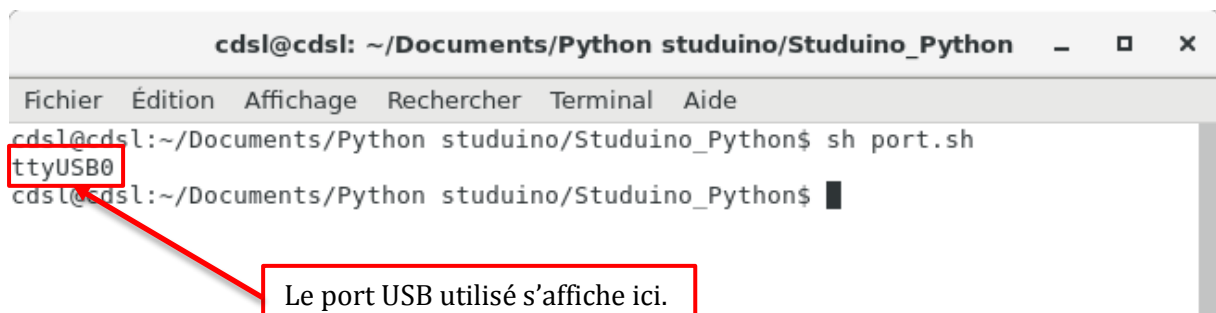 cdsl@cdsl: ~/Documents/Python studuino/Studuino_Python
Fichier Édition Affichage Rechercher Terminal Aide
cdsl@cdsl:~/Documents/Python studuino/Studuino_Python$ sh port.sh
ttyUSB0
cdsl@cdsl:~/Documents/Python studuino/Studuino_Python$
Le port USB utilisé s’affiche ici.